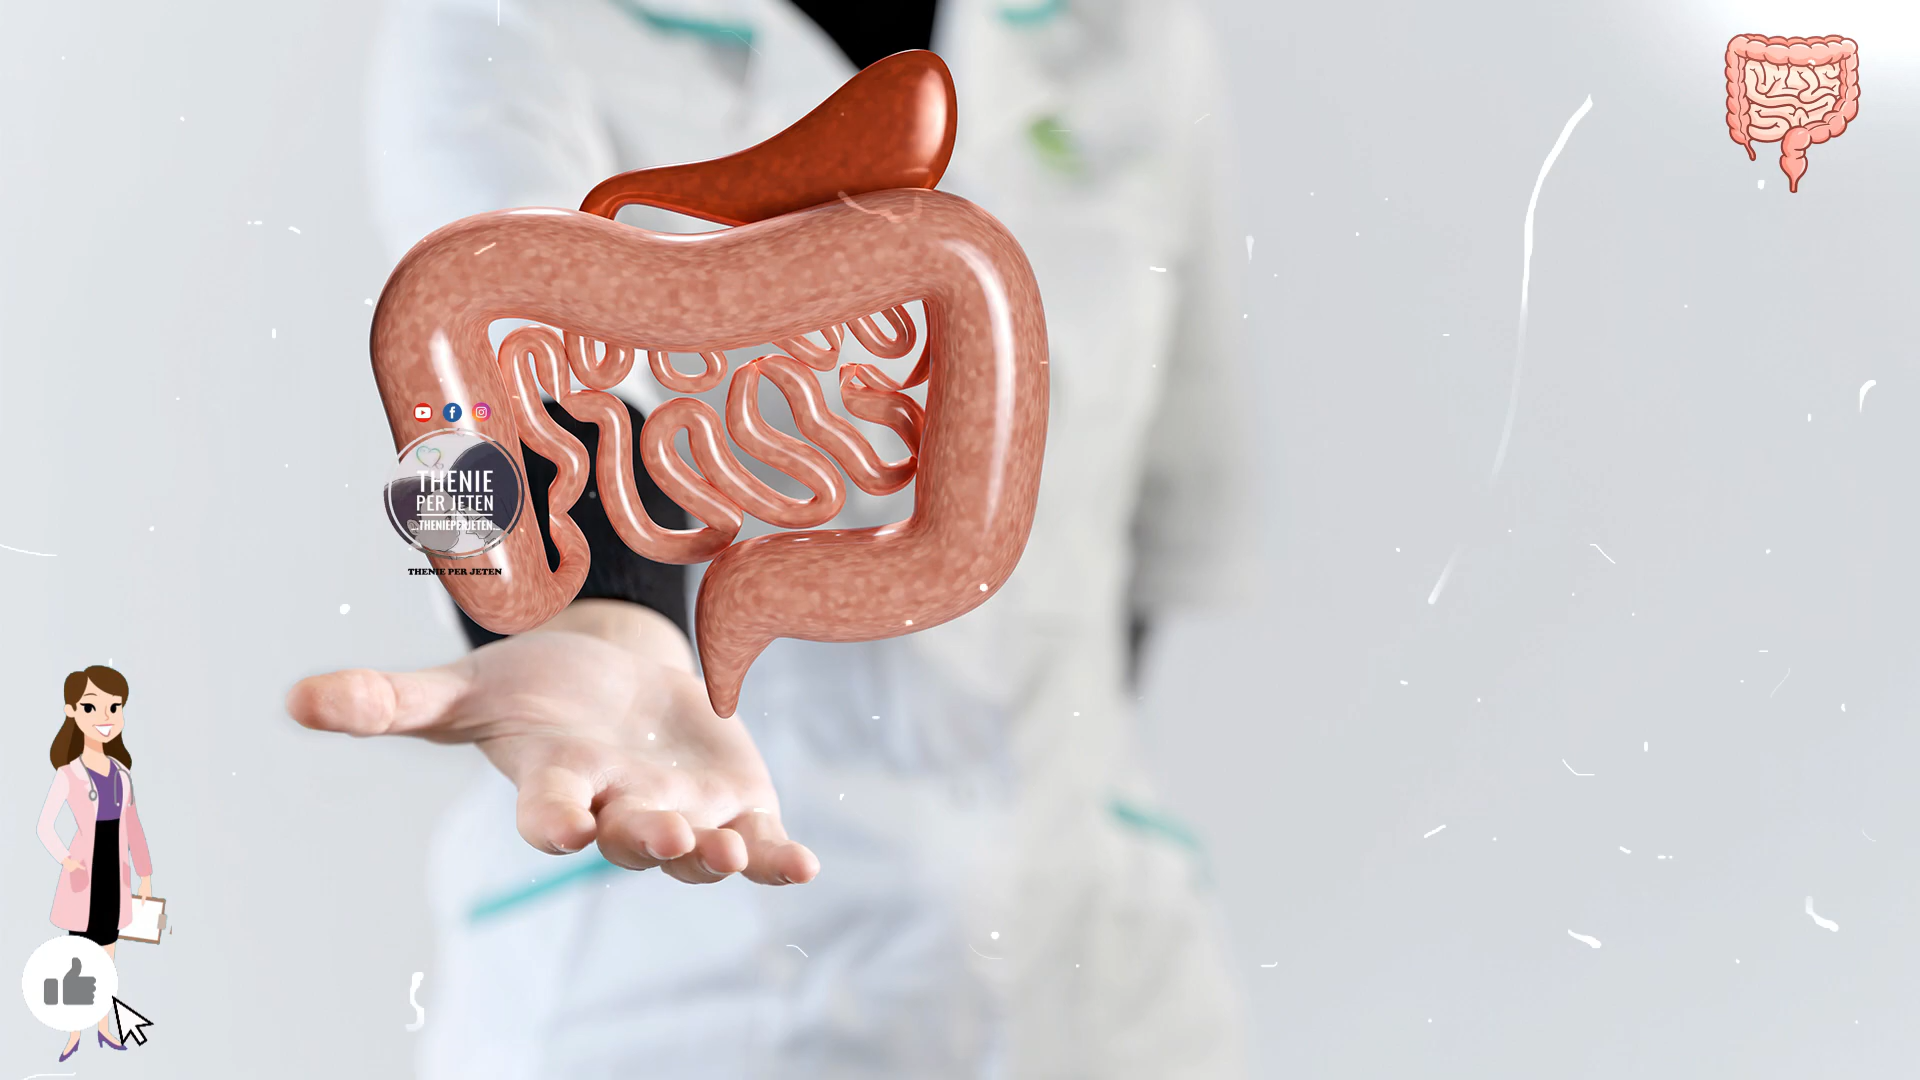 THENIE
PER JETEN
THENIEPERJETEN
THENIE PER JETEN